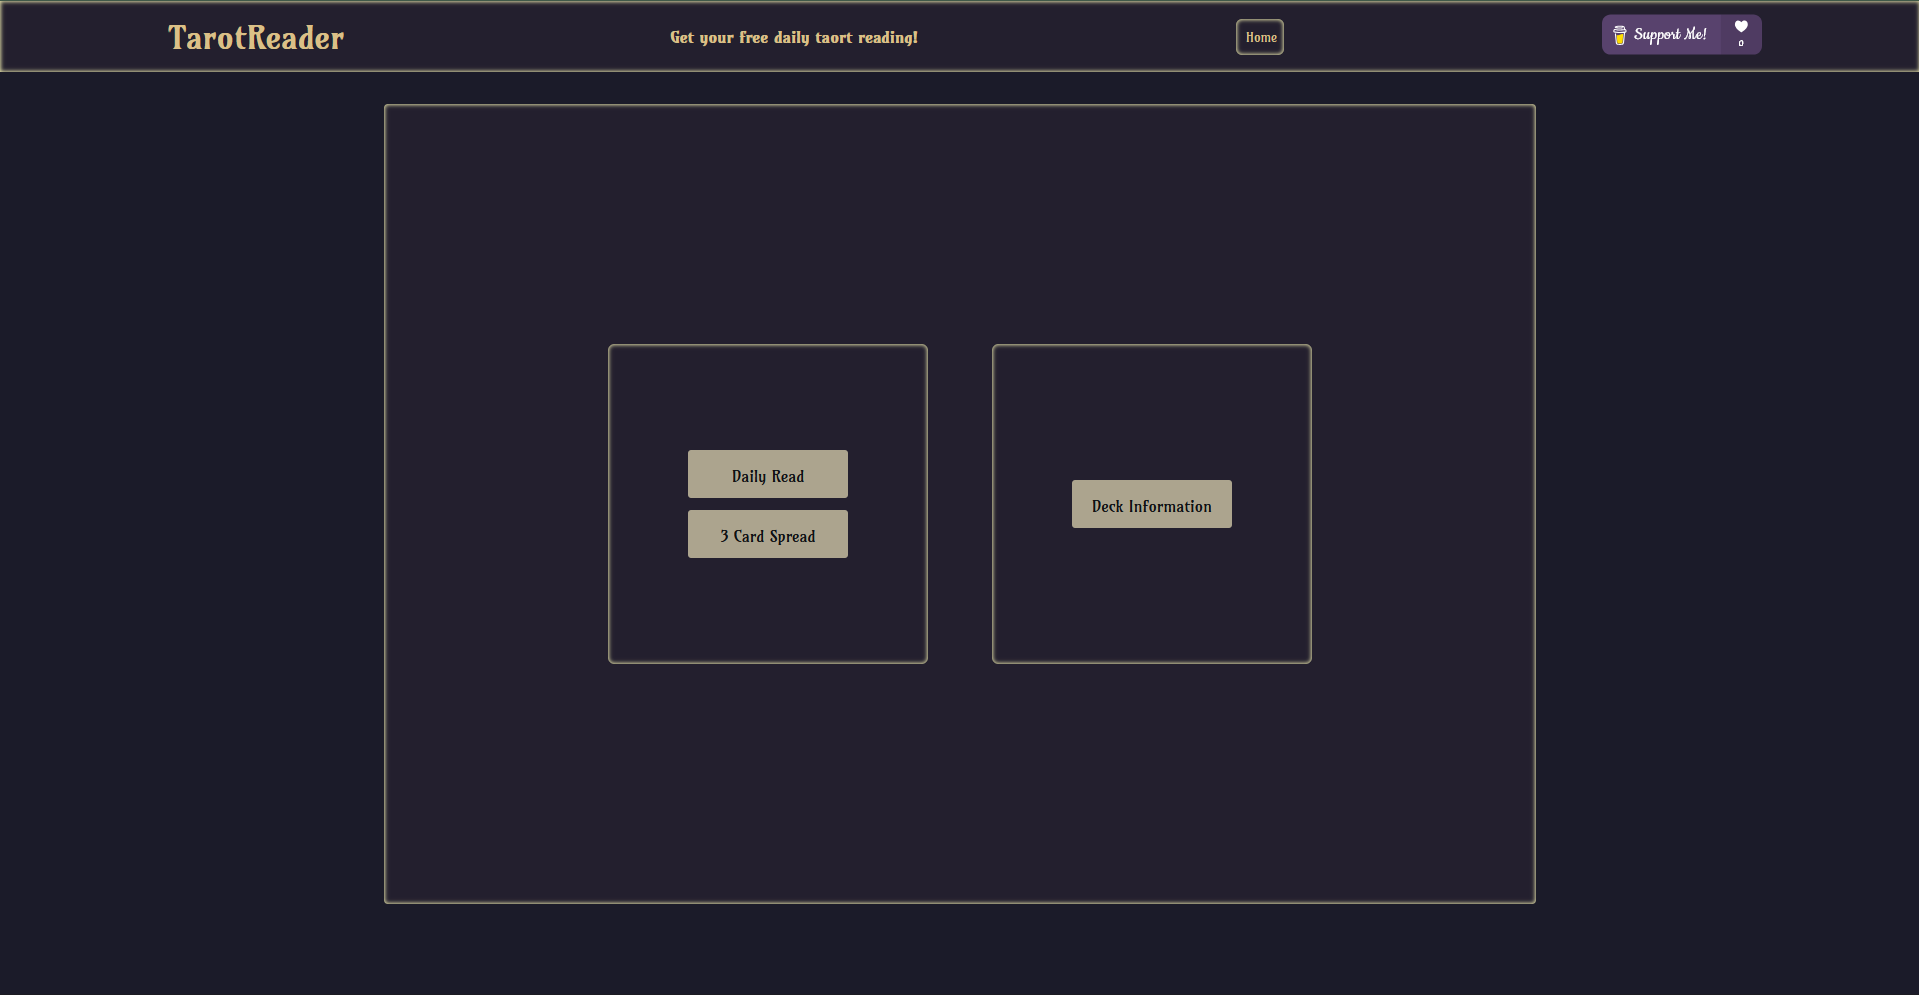 TarotReader
Get your free daily taort reading!
Home
Support Me!
0
Daily Read
3 Card Spread
Deck Information